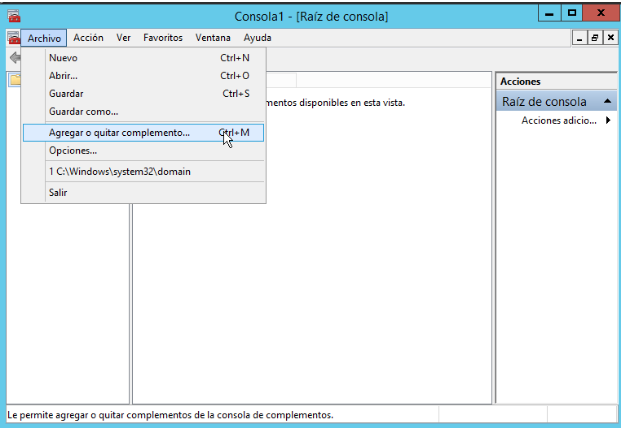 Consola1 - [Raíz de consola]
Archivo Acción Ver Favoritos Ventana Ayuda
Nuevo Ctrl+N
Abrir... Ctrl+O
Guardar Ctrl+S
Guardar como...
Agregar o quitar complemento... Ctrl+M
Opciones...
1 C:\Windows\system32\domain
Salir
mentos disponibles en esta vista.
Acciones
Raíz de consola
Acciones adicio...
Le permite agregar o quitar complementos de la consola de complementos.